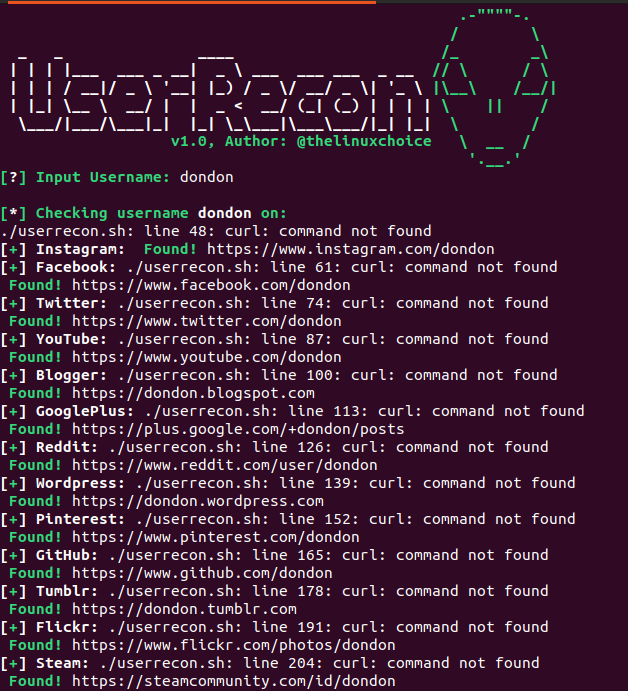 UserRecon
v1.0, Author: @thelinuxchoice
[?] Input Username: dondon
[*] Checking username dondon on:
./userrecon.sh: line 48: curl: command not found
[+] Instagram:  Found! https://www.instagram.com/dondon
[+] Facebook: ./userrecon.sh: line 61: curl: command not found
 Found! https://www.facebook.com/dondon
[+] Twitter: ./userrecon.sh: line 74: curl: command not found
 Found! https://www.twitter.com/dondon
[+] YouTube: ./userrecon.sh: line 87: curl: command not found
 Found! https://www.youtube.com/dondon
[+] Blogger: ./userrecon.sh: line 100: curl: command not found
 Found! https://dondon.blogspot.com
[+] GooglePlus: ./userrecon.sh: line 113: curl: command not found
 Found! https://plus.google.com/+dondon/posts
[+] Reddit: ./userrecon.sh: line 126: curl: command not found
 Found! https://www.reddit.com/user/dondon
[+] Wordpress: ./userrecon.sh: line 139: curl: command not found
 Found! https://dondon.wordpress.com
[+] Pinterest: ./userrecon.sh: line 152: curl: command not found
 Found! https://www.pinterest.com/dondon
[+] GitHub: ./userrecon.sh: line 165: curl: command not found
 Found! https://www.github.com/dondon
[+] Tumblr: ./userrecon.sh: line 178: curl: command not found
 Found! https://dondon.tumblr.com
[+] Flickr: ./userrecon.sh: line 191: curl: command not found
 Found! https://www.flickr.com/photos/dondon
[+] Steam: ./userrecon.sh: line 204: curl: command not found
 Found! https://steamcommunity.com/id/dondon